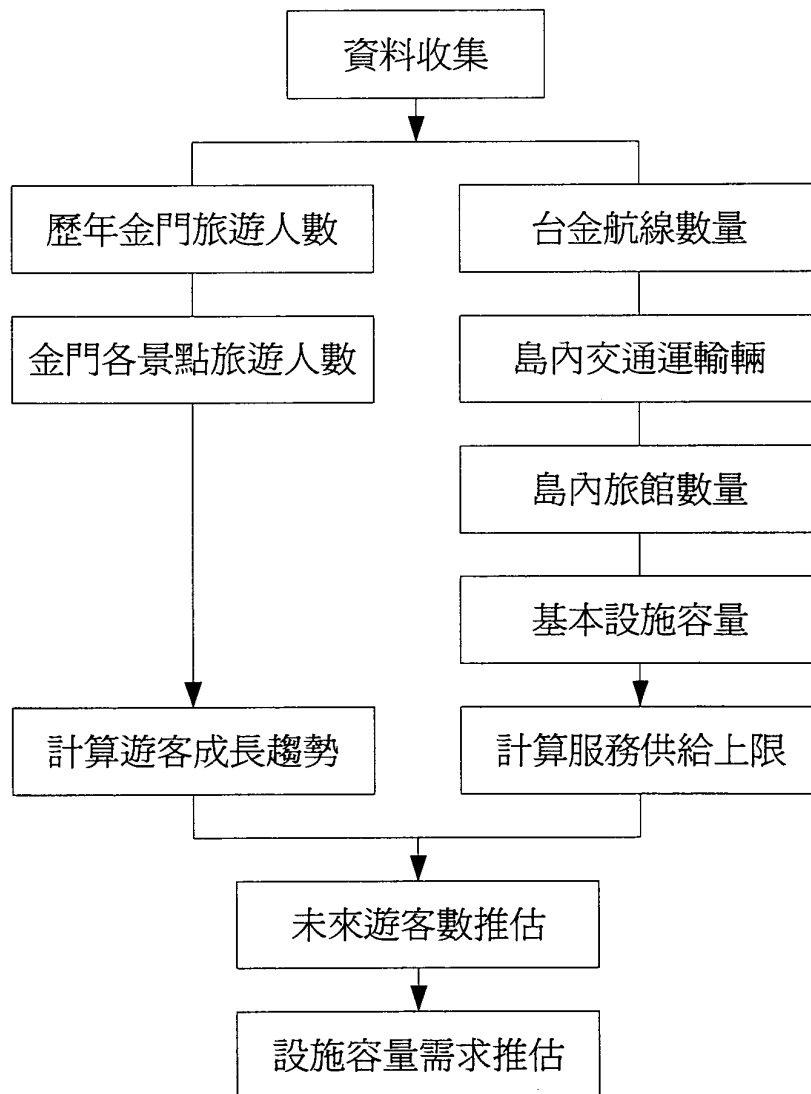 資料收集
歷年金門旅遊人數
台金航線數量
金門各景點旅遊人數
島內交通運輸輛
島內旅館數量
基本設施容量
計算遊客成長趨勢
計算服務供給上限
未來遊客數推估
設施容量需求推估